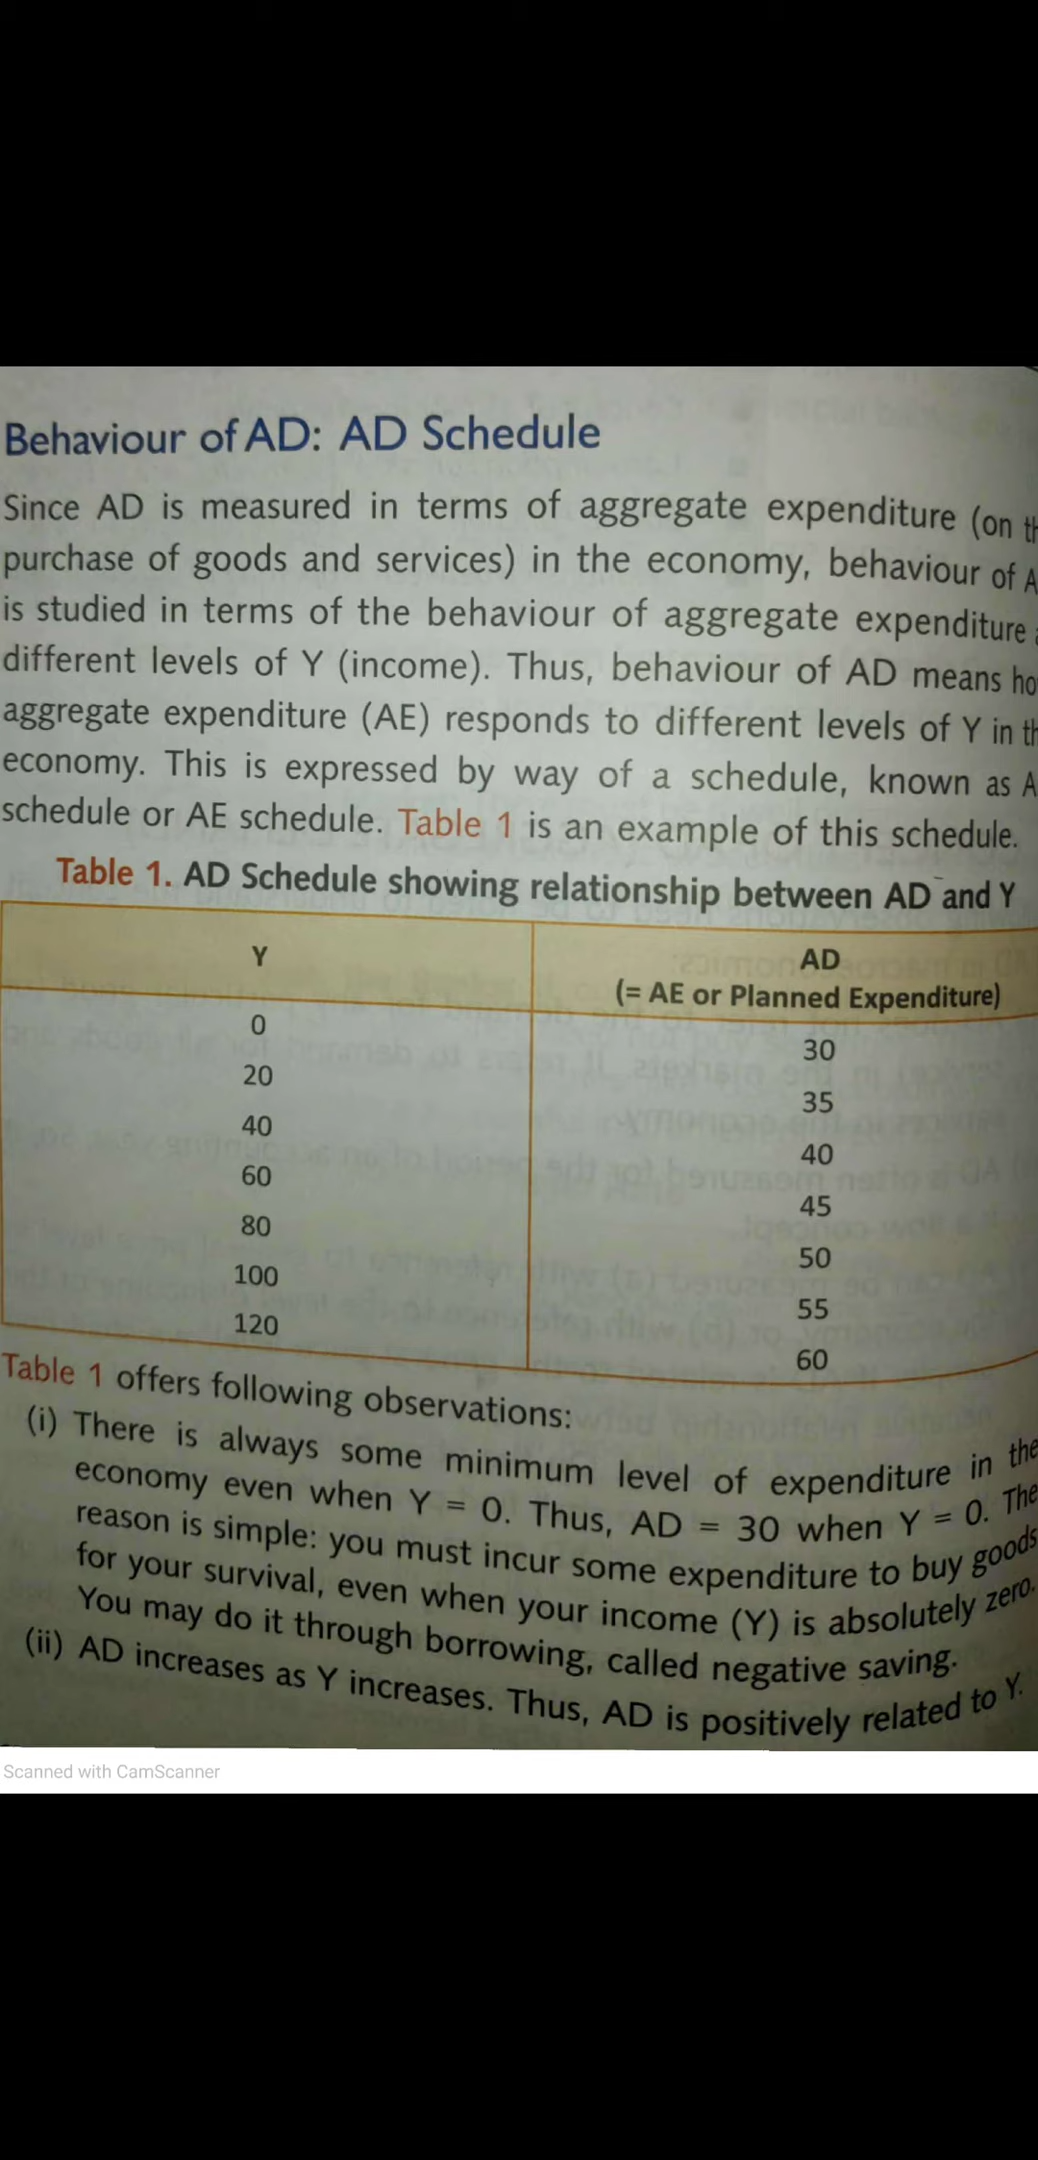 Behaviour of AD: AD Schedule
Since AD is measured in terms of aggregate expenditure (on
purchase of goods and services) in the economy, behaviour of
is studied in terms of the behaviour of aggregate expenditure
different levels of Y (income). Thus, behaviour of AD means
aggregate expenditure (AE) responds to different levels of Y in
economy. This is expressed by way of a schedule, known as
schedule or AE schedule. Table 1 is an example of this schedule.
Table 1. AD Schedule showing relationship between AD and Y
Y AD
(= AE or Planned Expenditure)
0 30
20 35
40 40
60 45
80 50
100 55
120 60
Table 1 offers following observations:
(i) There is always some minimum level of expenditure in the
economy even when Y = 0. Thus, AD = 30 when Y = 0. The
reason is simple: you must incur some expenditure to buy goods
for your survival, even when your income (Y) is absolutely zero.
You may do it through borrowing, called negative saving.
(ii) AD increases as Y increases. Thus, AD is positively related to Y.
Scanned with CamScanner